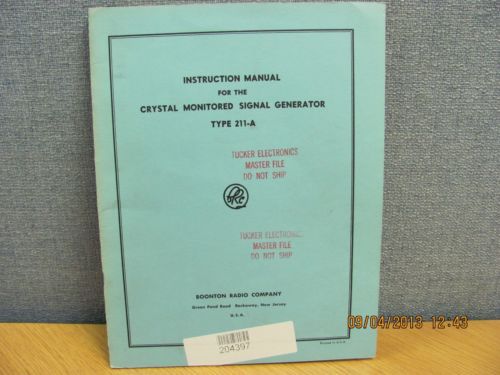 INSTRUCTION MANUAL
FOR THE
CRYSTAL MONITORED SIGNAL GENERATOR
TYPE 211-A
TUCKER ELECTRONICS
MASTER FILE
DO NOT SHIP
BRC
TUCKER ELECTRONICS
MASTER FILE
DO NOT SHIP
BOONTON RADIO COMPANY
Green Pond Road Rockaway, New Jersey
U.S.A.
204397
Printed in U.S.A.
09/04/2013 12:43